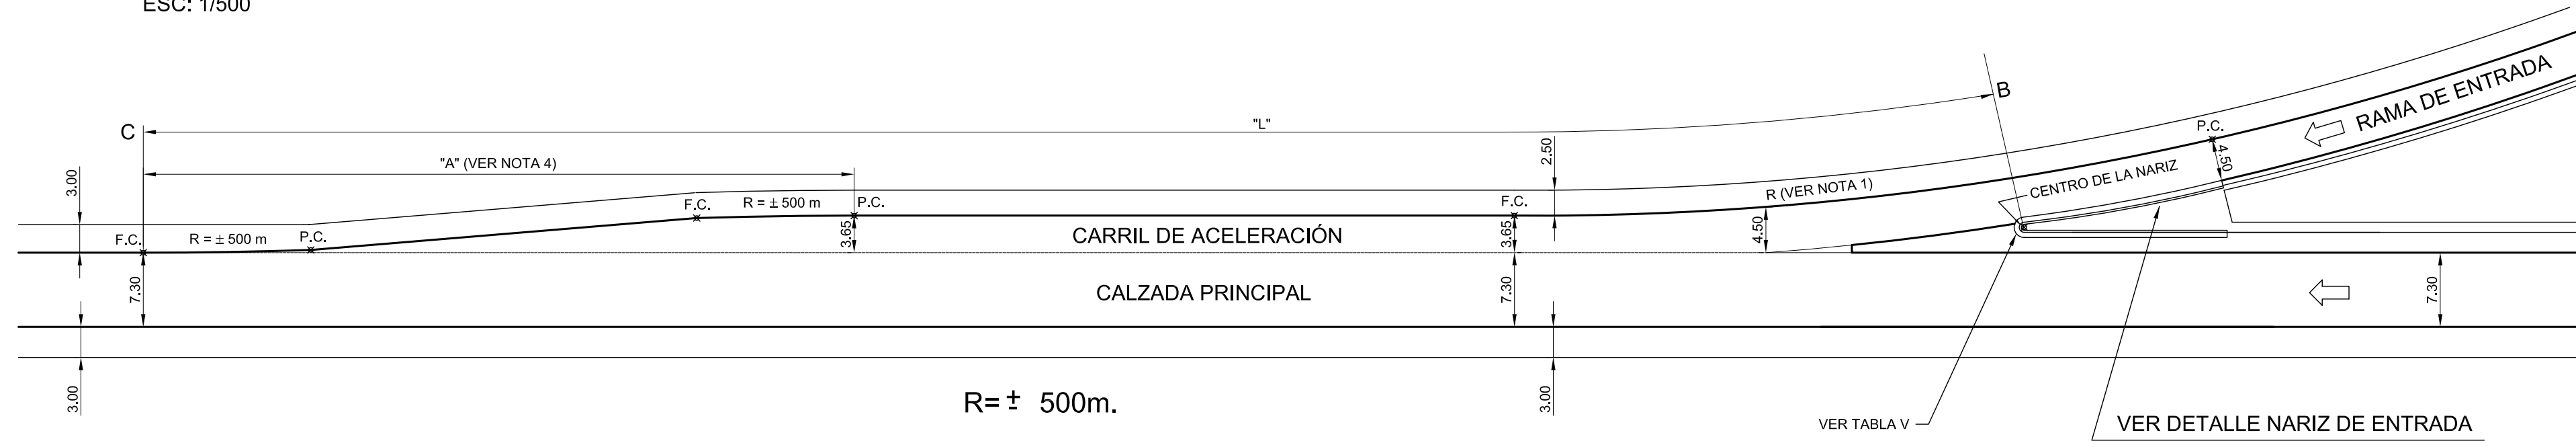 ESC: 1/500
B
RAMA DE ENTRADA
C
"L"
P.C.
4.50
"A" (VER NOTA 4)
2.50
3.00
R (VER NOTA 1)
CENTRO DE LA NARIZ
F.C.
R = ± 500 m
P.C.
F.C.
F.C.
R = ± 500 m
P.C.
3.65
CARRIL DE ACELERACIÓN
3.65
4.50
7.30
CALZADA PRINCIPAL
7.30
7.30
3.00
R= ± 500m.
3.00
VER TABLA V
VER DETALLE NARIZ DE ENTRADA